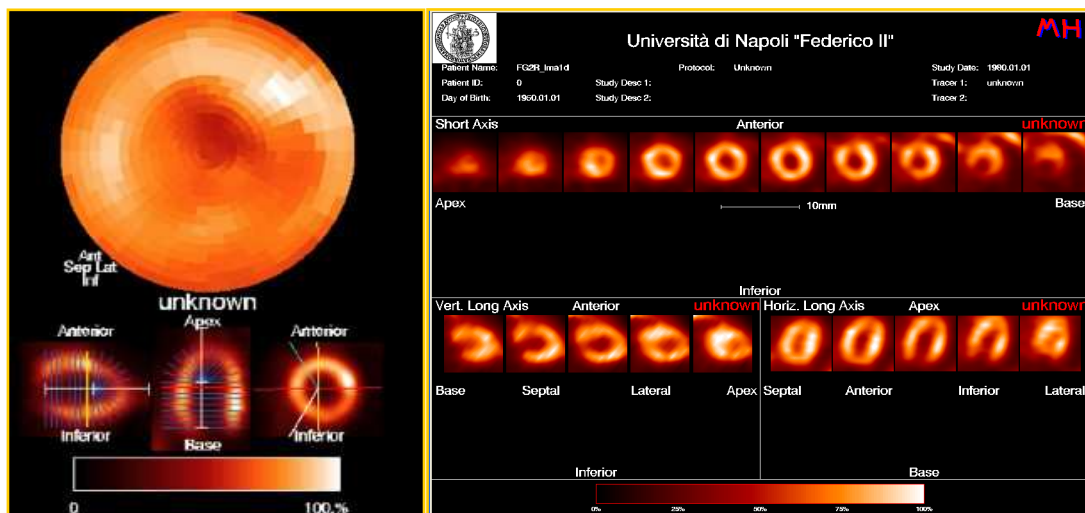 Ant
Sep Lat
Inf
unknown
Anterior
Apex
Anterior
Inferior
Base
Inferior
0
100.%
Università di Napoli "Federico II"
MH
Patient Name: FG2R_Ima1d Protocol: Unknown Study Date: 1980.01.01
Patient ID: 0 Study Desc 1: Tracer 1: unknown
Day of Birth: 1960.01.01 Study Desc 2: Tracer 2:
Short Axis Anterior unknown
Apex 10mm Base
Inferior
Vert. Long Axis Anterior unknown
Base Septal Lateral Apex
Inferior
Horiz. Long Axis Apex unknown
Septal Anterior Inferior Lateral
Base
0% 25% 50% 75% 100%